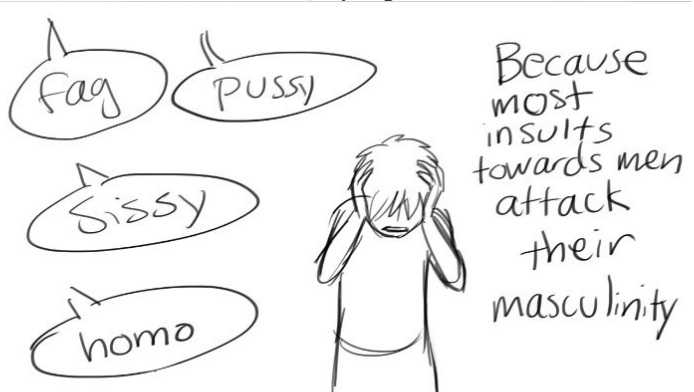 Fag
pussy
Sissy
homo
Because
most
insults
towards men
attack
their
masculinity